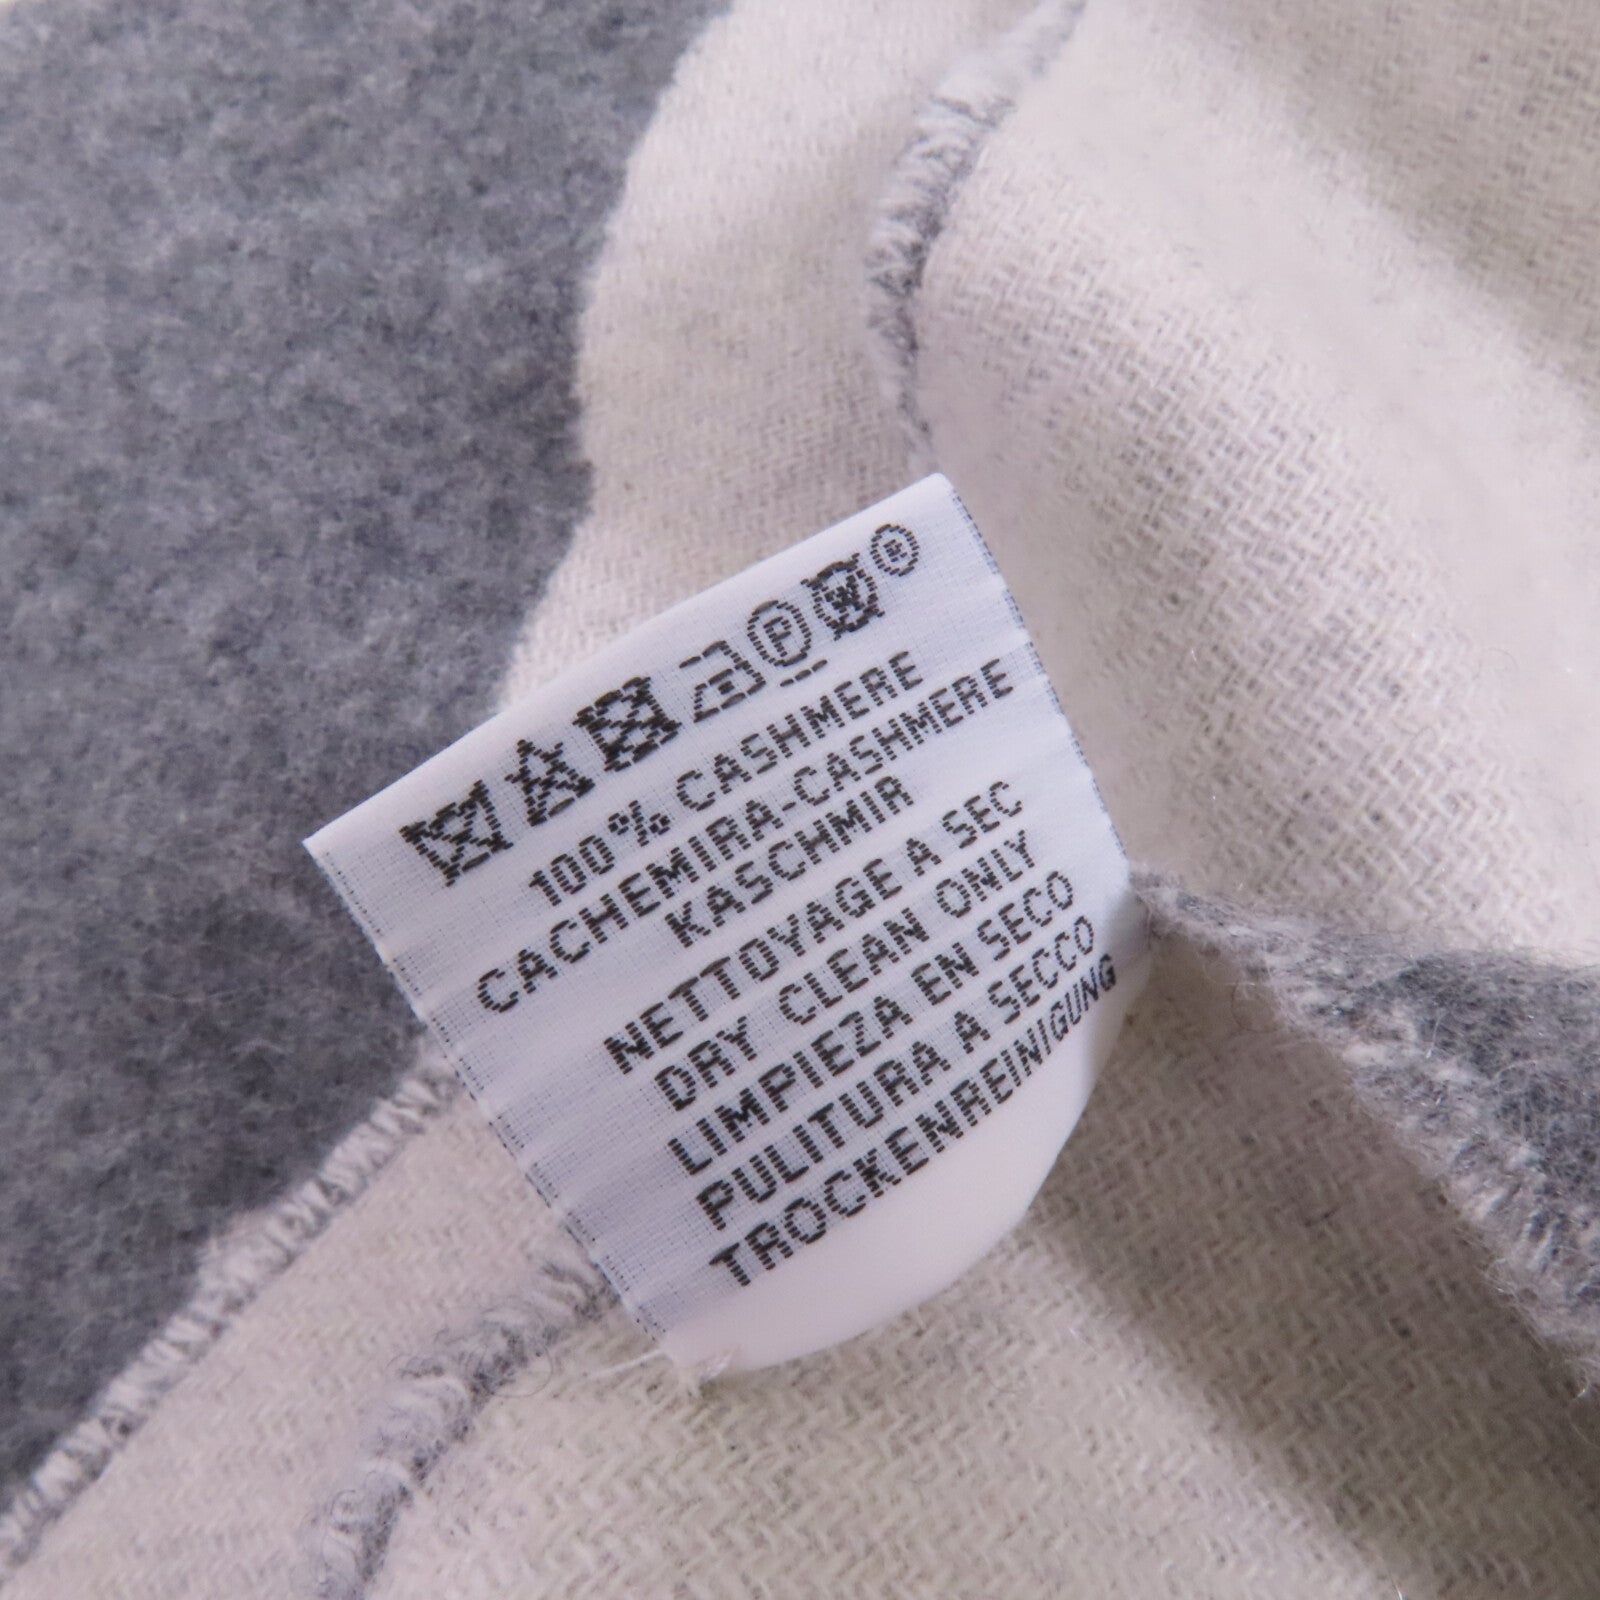 P W ®
100% CASHMERE
CACHEMIRA-CASHMERE
KASCHMIR
NETTOYAGE A SEC
DRY CLEAN ONLY
LIMPIEZA EN SECO
PULITURA A SECCO
TROCKENREINIGUNG